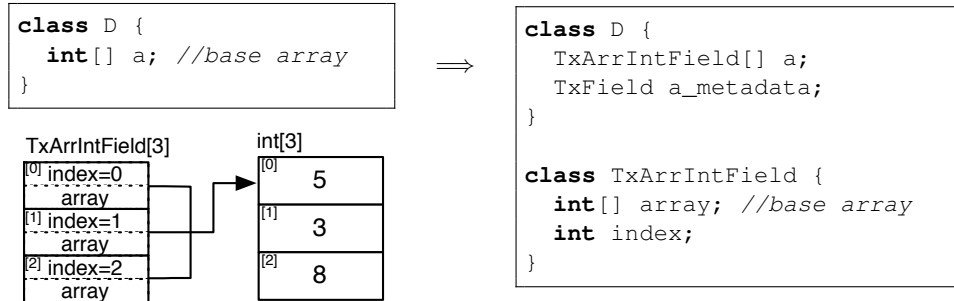 class D {
int[] a; //base array
}
⟹
TxArrIntField[3]
[0] index=0
array
[1] index=1
array
[2] index=2
array
int[3]
[0] 5
[1] 3
[2] 8
class D {
TxArrIntField[] a;
TxField a_metadata;
}
class TxArrIntField {
int[] array; //base array
int index;
}